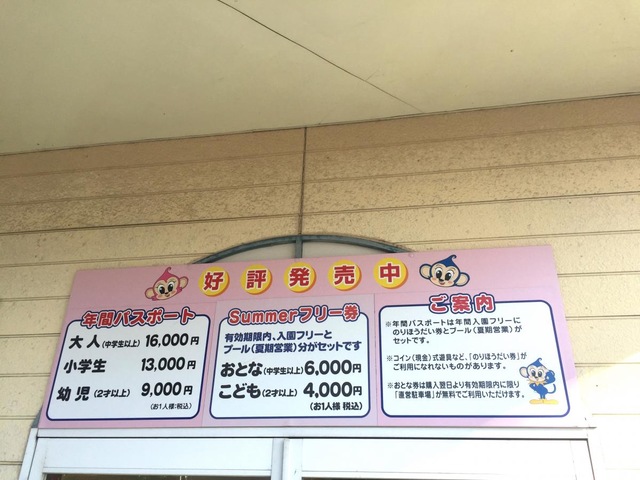 好評発売中
年間パスポート
大人(中学生以上) 16,000円
小学生 13,000円
幼児(2才以上) 9,000円
(お1人様:税込)
Summerフリー券
有効期限内、入園フリーと
プール(夏期営業)分がセットです
おとな(中学生以上)6,000円
こども(2才以上)4,000円
(お1人様 税込)
ご案内
※年間パスポートは年間入園フリーに
のりほうだい券とプール(夏期営業)が
セットです。
※コイン(現金)式遊具など、「のりほうだい券」が
ご利用になれないものがあります。
※おとな券は購入翌日より有効期限内に限り
「直営駐車場」が無料でご利用いただけます。